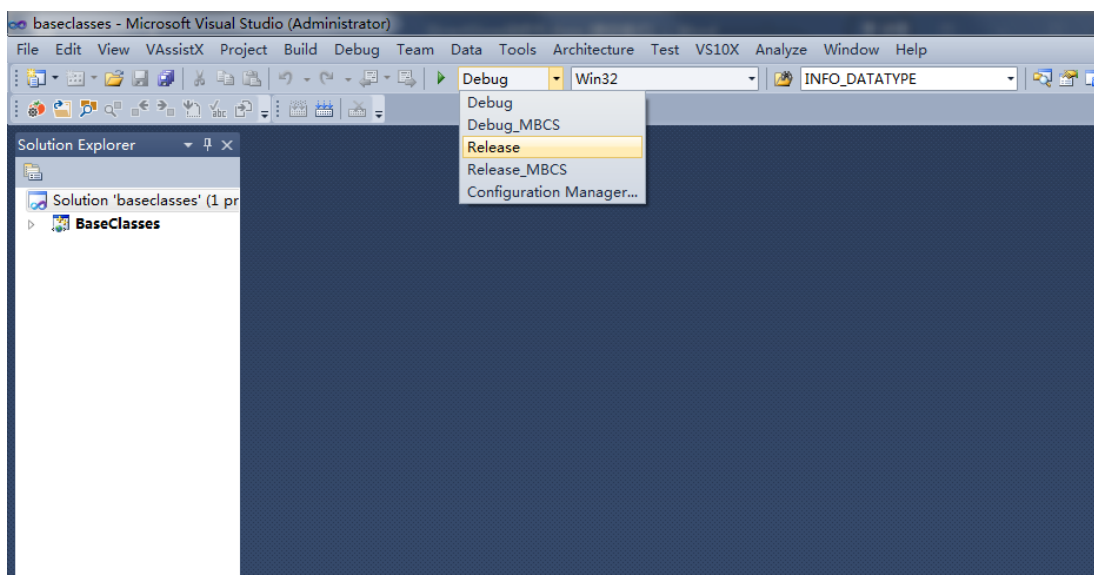 baseclasses - Microsoft Visual Studio (Administrator)
File Edit View VAssistX Project Build Debug Team Data Tools Architecture Test VS10X Analyze Window Help
Debug Win32 INFO_DATATYPE
Debug
Debug_MBCS
Release
Release_MBCS
Configuration Manager...
Solution Explorer
Solution 'baseclasses' (1 pr
BaseClasses